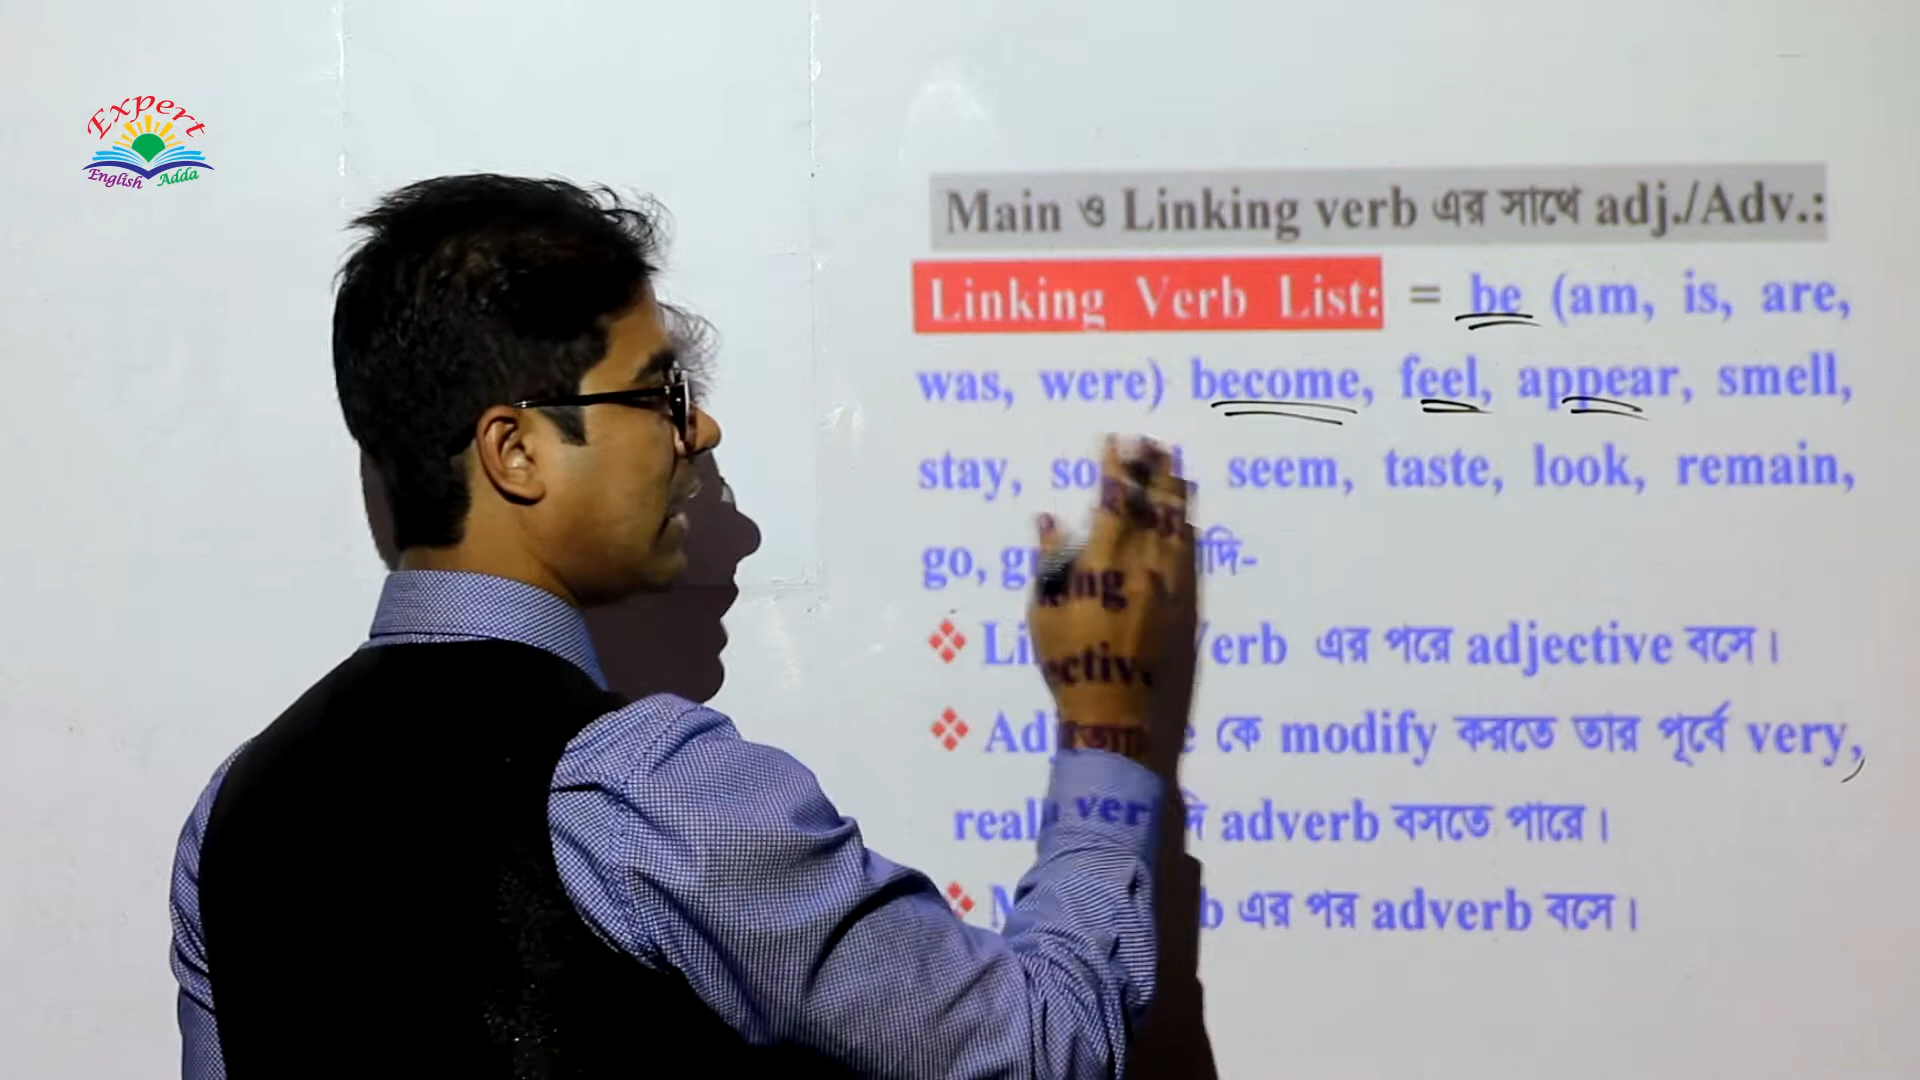 Expert
English Adda
Main ও Linking verb এর সাথে adj./Adv.:
Linking Verb List: = be (am, is, are,
was, were) become, feel, appear, smell,
stay, seem, taste, look, remain,
go,
এর পরে adjective বসে।
কে modify করতে তার পূর্বে very,
adverb বসতে পারে।
এর পর adverb বসে।